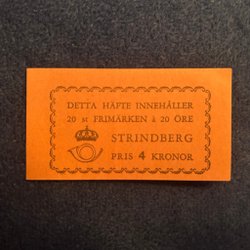 DETTA HÄFTE INNEHÅLLER
20 st FRIMÄRKEN à 20 ÖRE
STRINDBERG
PRIS 4 KRONOR